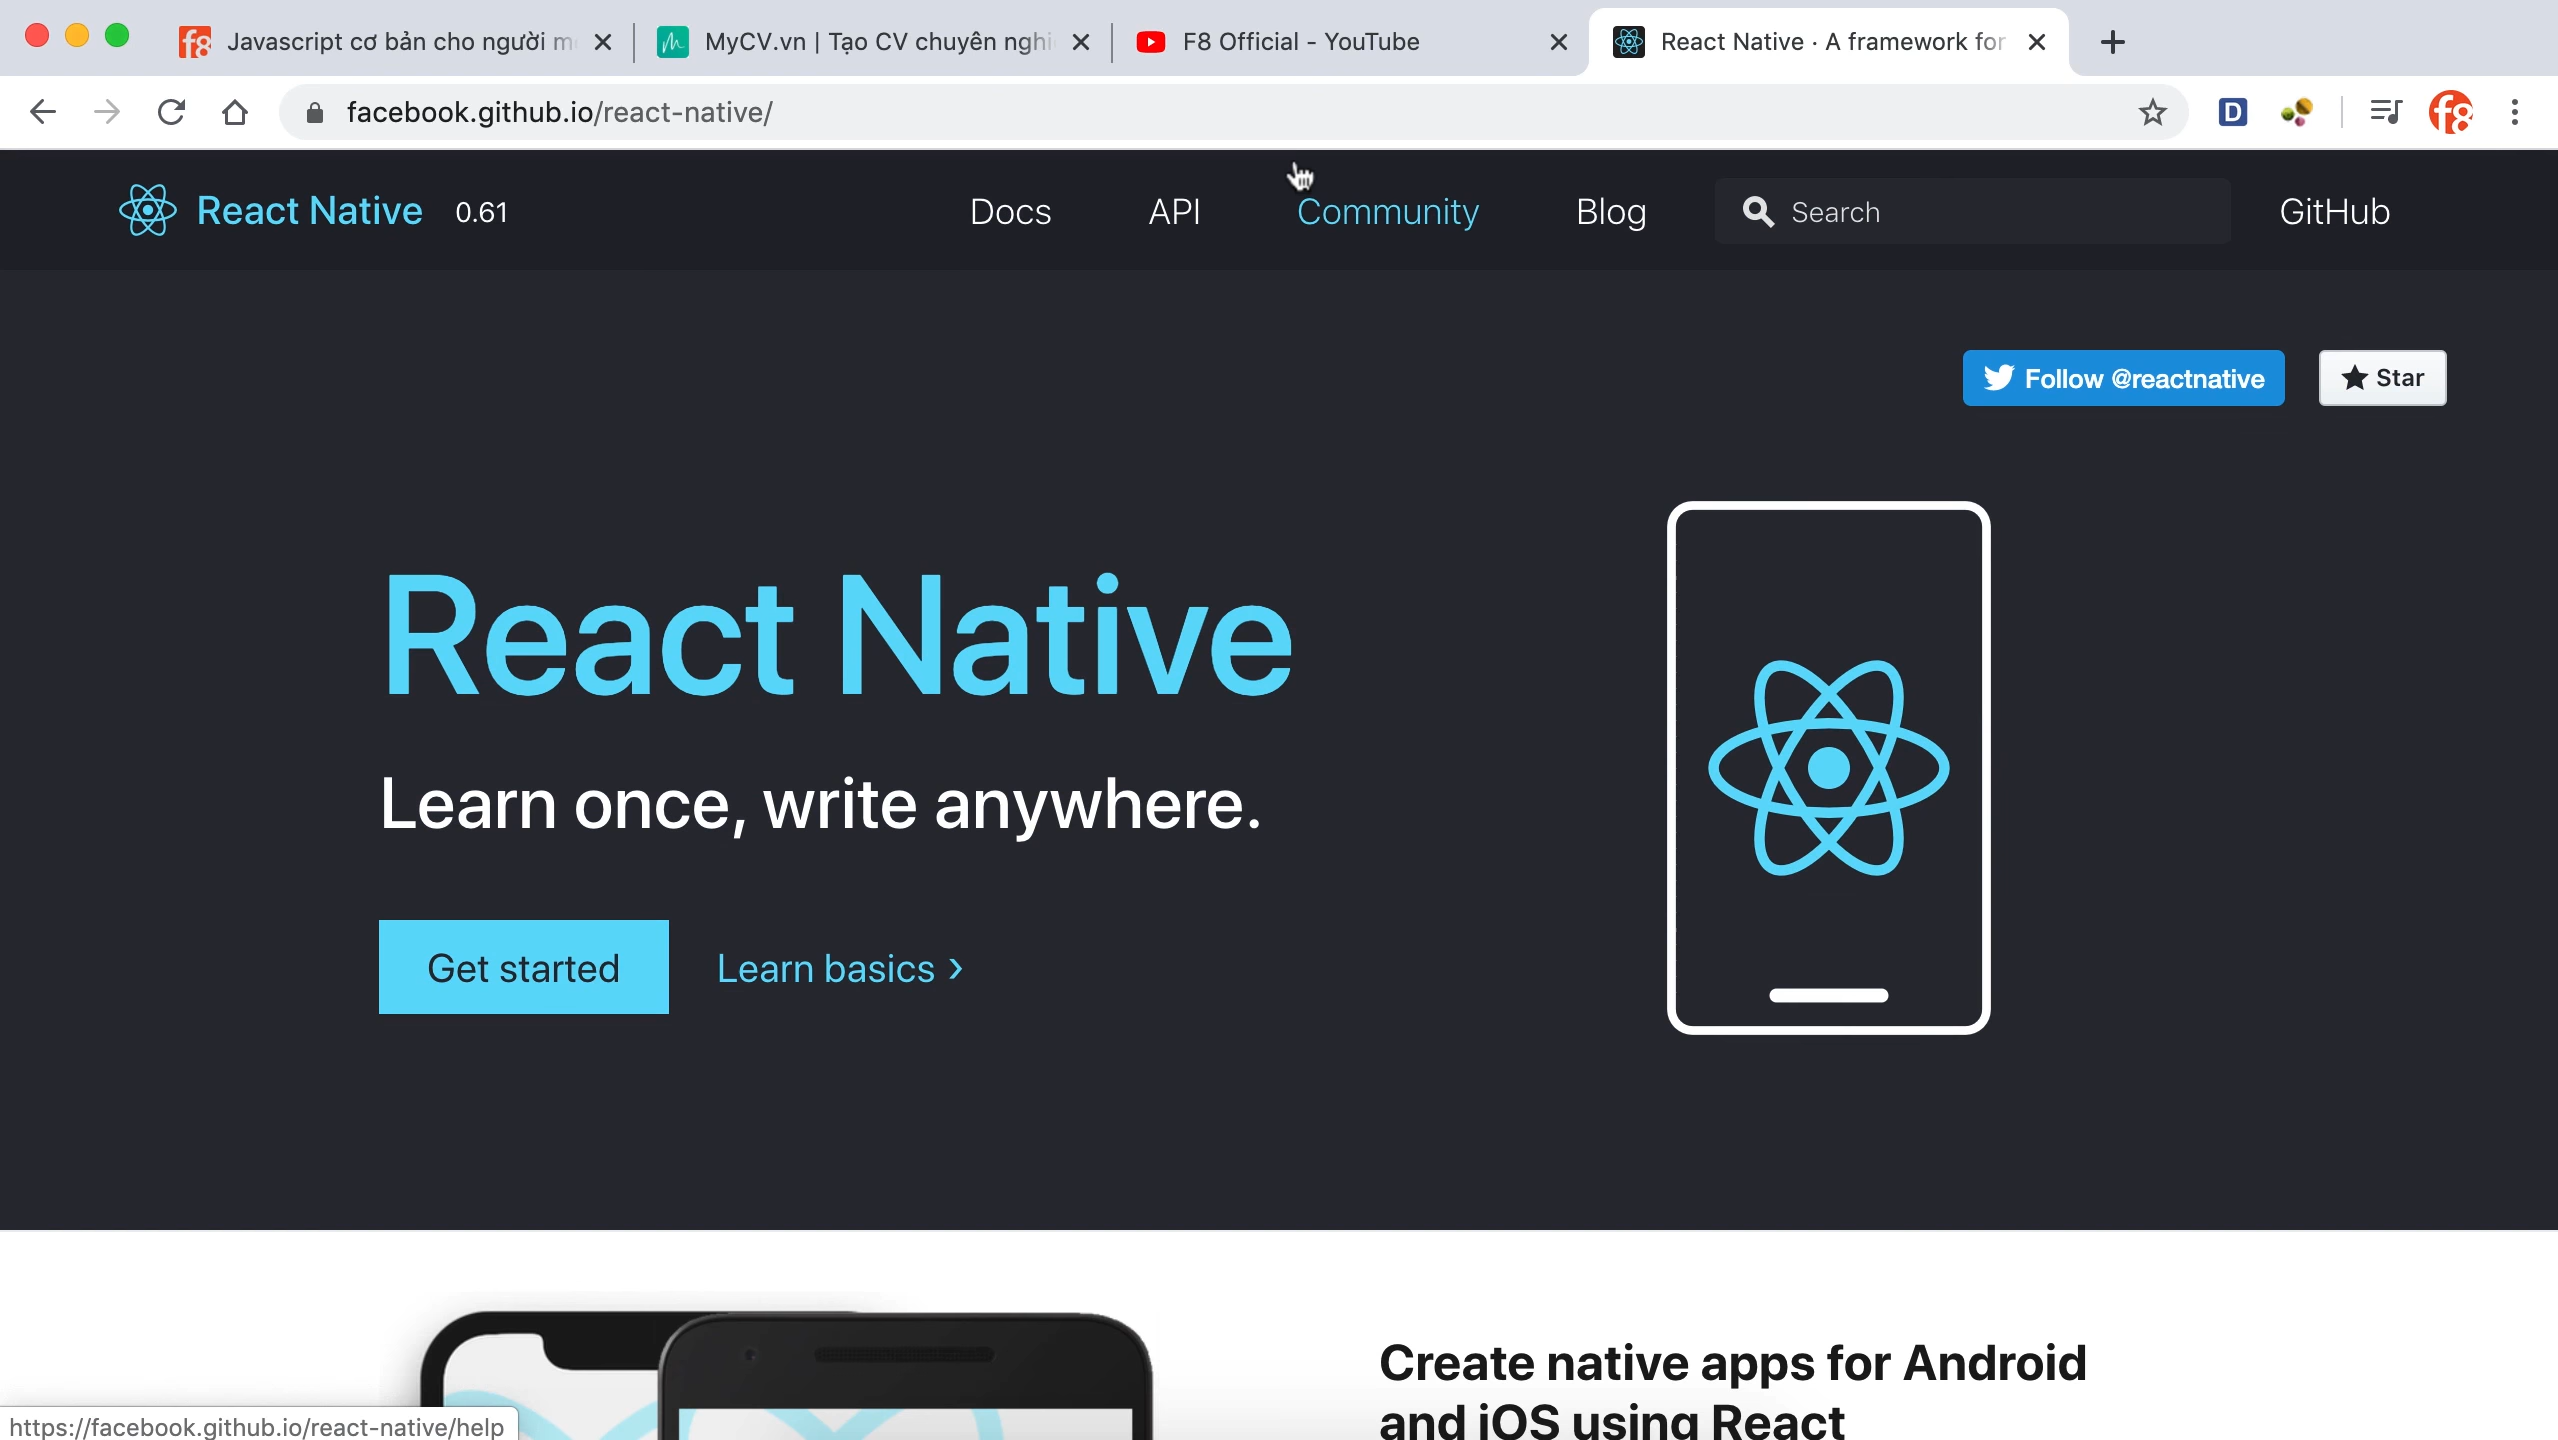 f8 Javascript cơ bản cho người m
MyCV.vn | Tạo CV chuyên nghi
F8 Official - YouTube
React Native · A framework for
facebook.github.io/react-native/
D
f8
React Native 0.61
Docs
API
Community
Blog
Search
GitHub
Follow @reactnative
Star
React Native
Learn once, write anywhere.
Get started
Learn basics ›
Create native apps for Android
and iOS using React
https://facebook.github.io/react-native/help